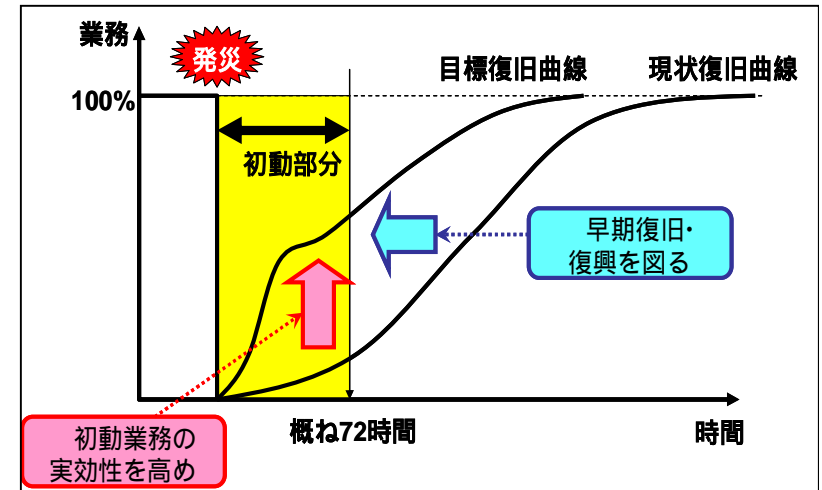 業務
発災
目標復旧曲線
現状復旧曲線
100%
初動部分
早期復旧・
復興を図る
初動業務の
実効性を高め
概ね72時間
時間